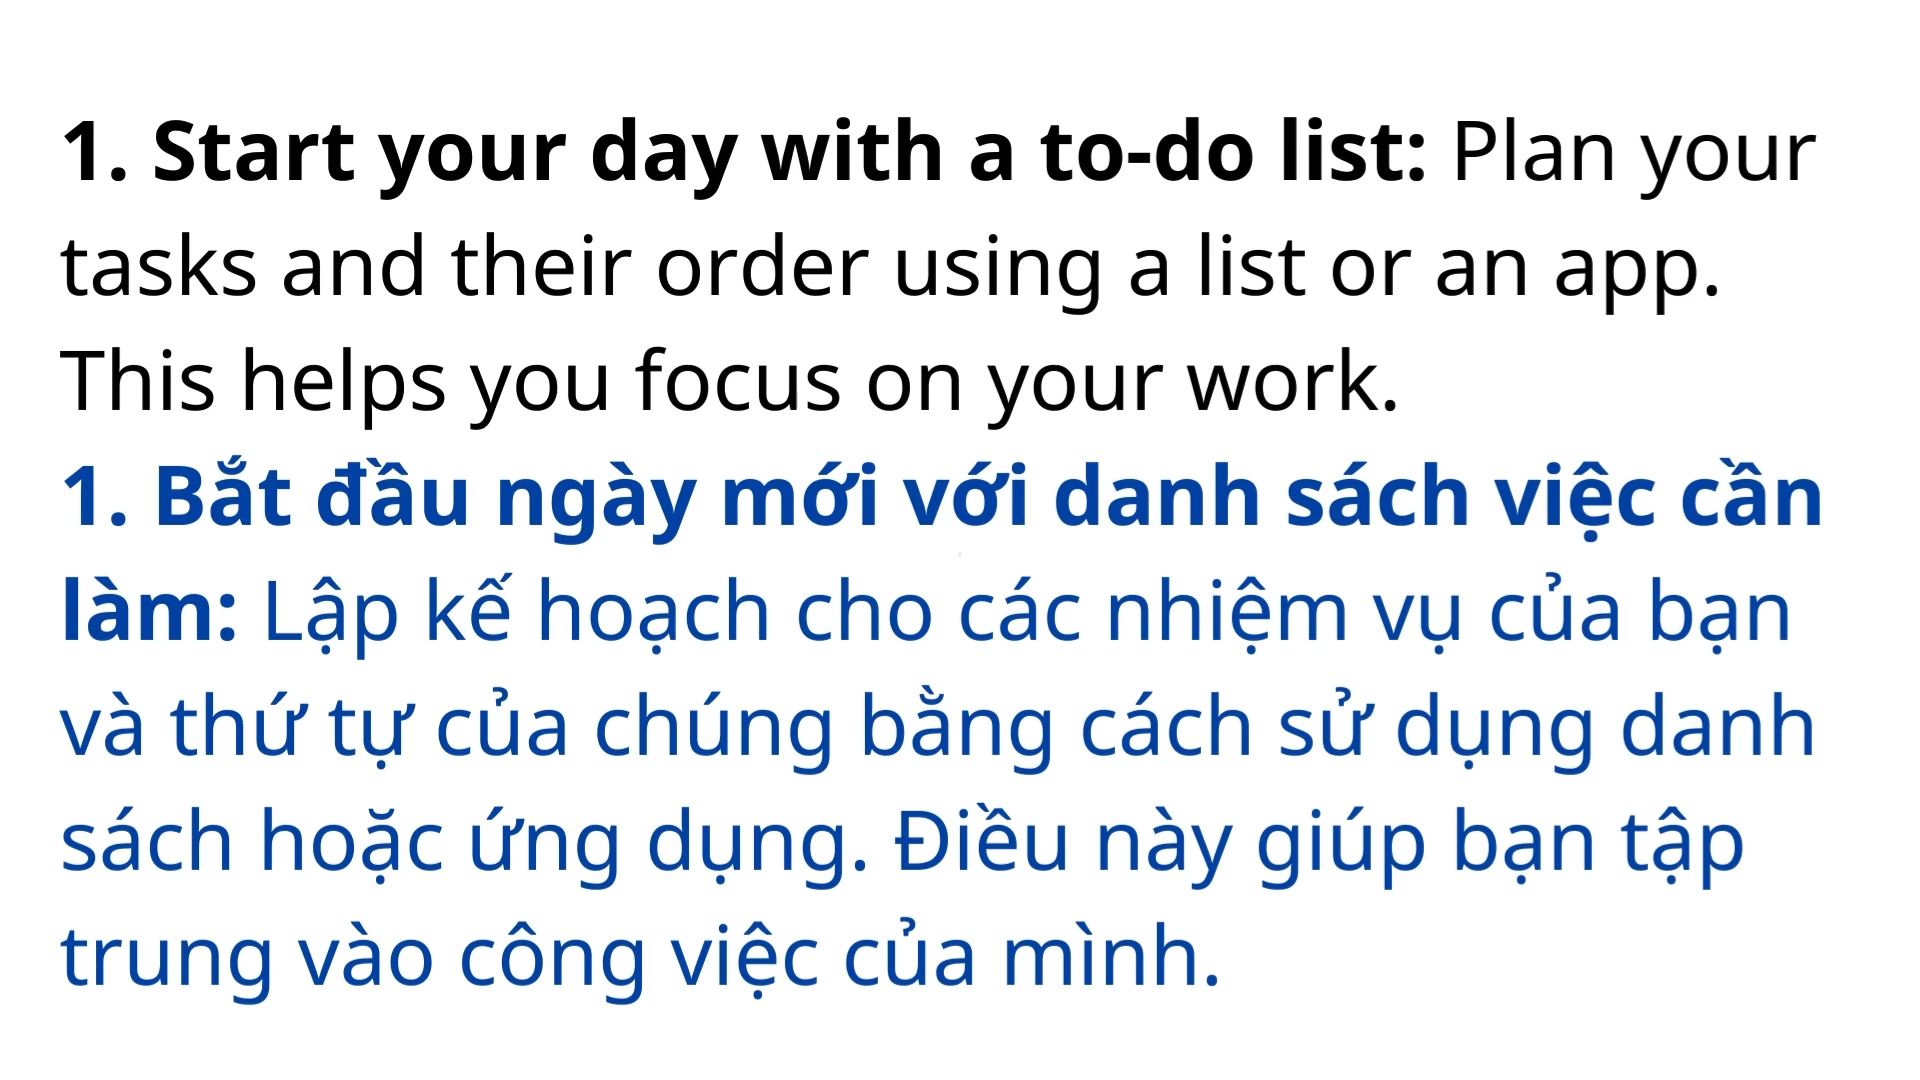 1. Start your day with a to-do list: Plan your
tasks and their order using a list or an app.
This helps you focus on your work.
1. Bắt đầu ngày mới với danh sách việc cần
làm: Lập kế hoạch cho các nhiệm vụ của bạn
và thứ tự của chúng bằng cách sử dụng danh
sách hoặc ứng dụng. Điều này giúp bạn tập
trung vào công việc của mình.